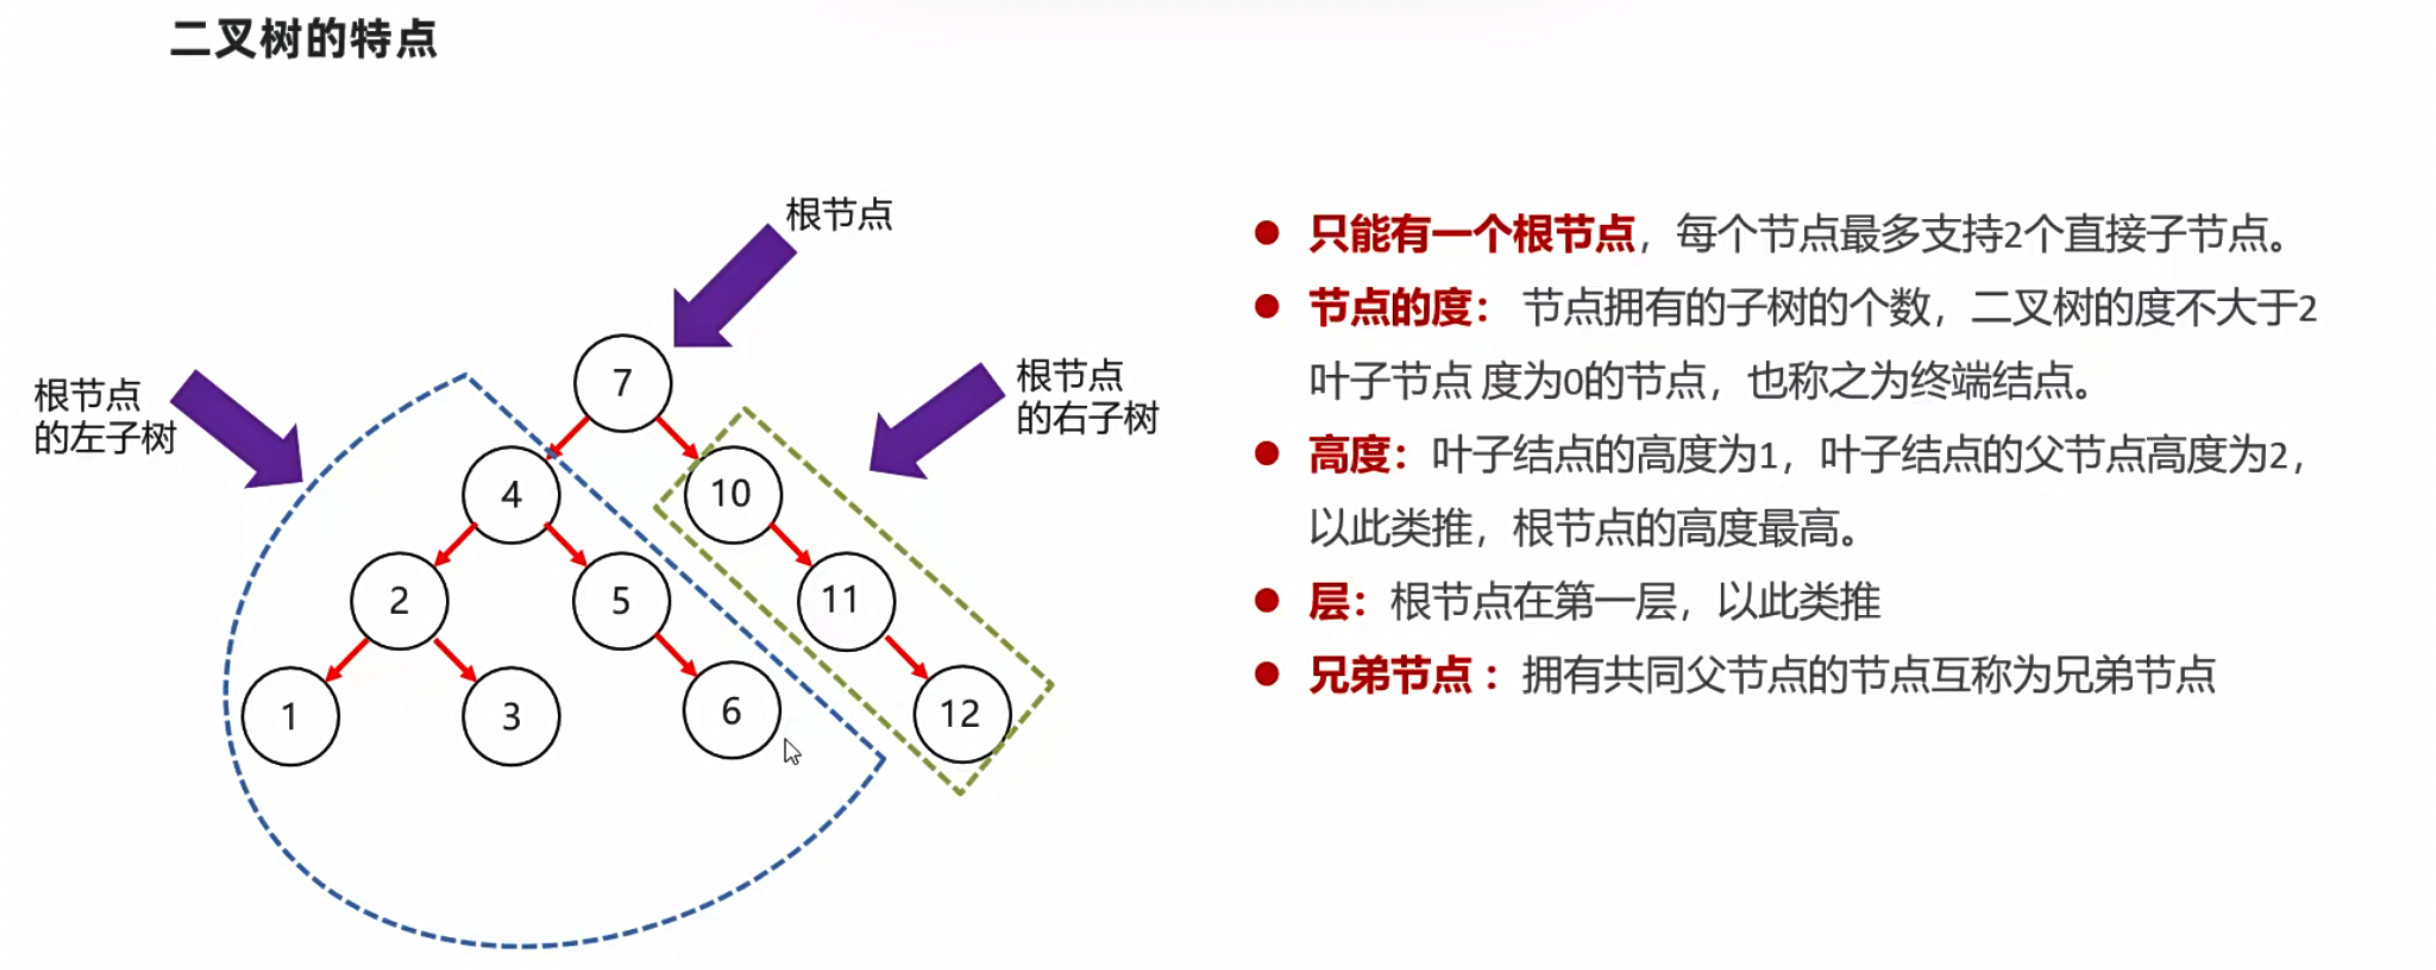 二叉树的特点
根节点
根节点
的左子树
根节点
的右子树
7
4
10
2
5
11
1
3
6
12
只能有一个根节点，每个节点最多支持2个直接子节点。
节点的度： 节点拥有的子树的个数，二叉树的度不大于2
叶子节点 度为0的节点，也称之为终端结点。
高度：叶子结点的高度为1，叶子结点的父节点高度为2，
以此类推，根节点的高度最高。
层：根节点在第一层，以此类推
兄弟节点 ：拥有共同父节点的节点互称为兄弟节点